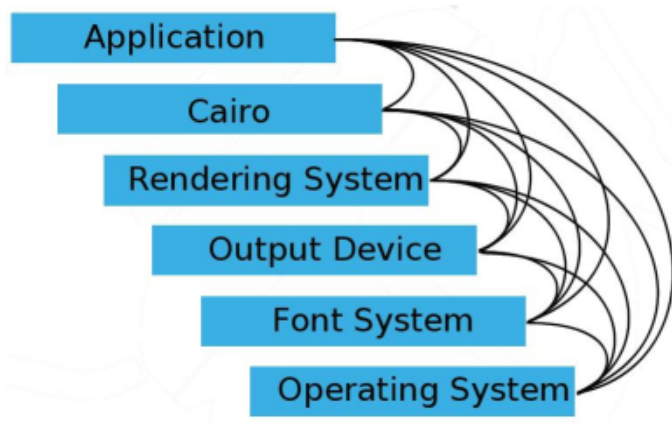 Application
Cairo
Rendering System
Output Device
Font System
Operating System